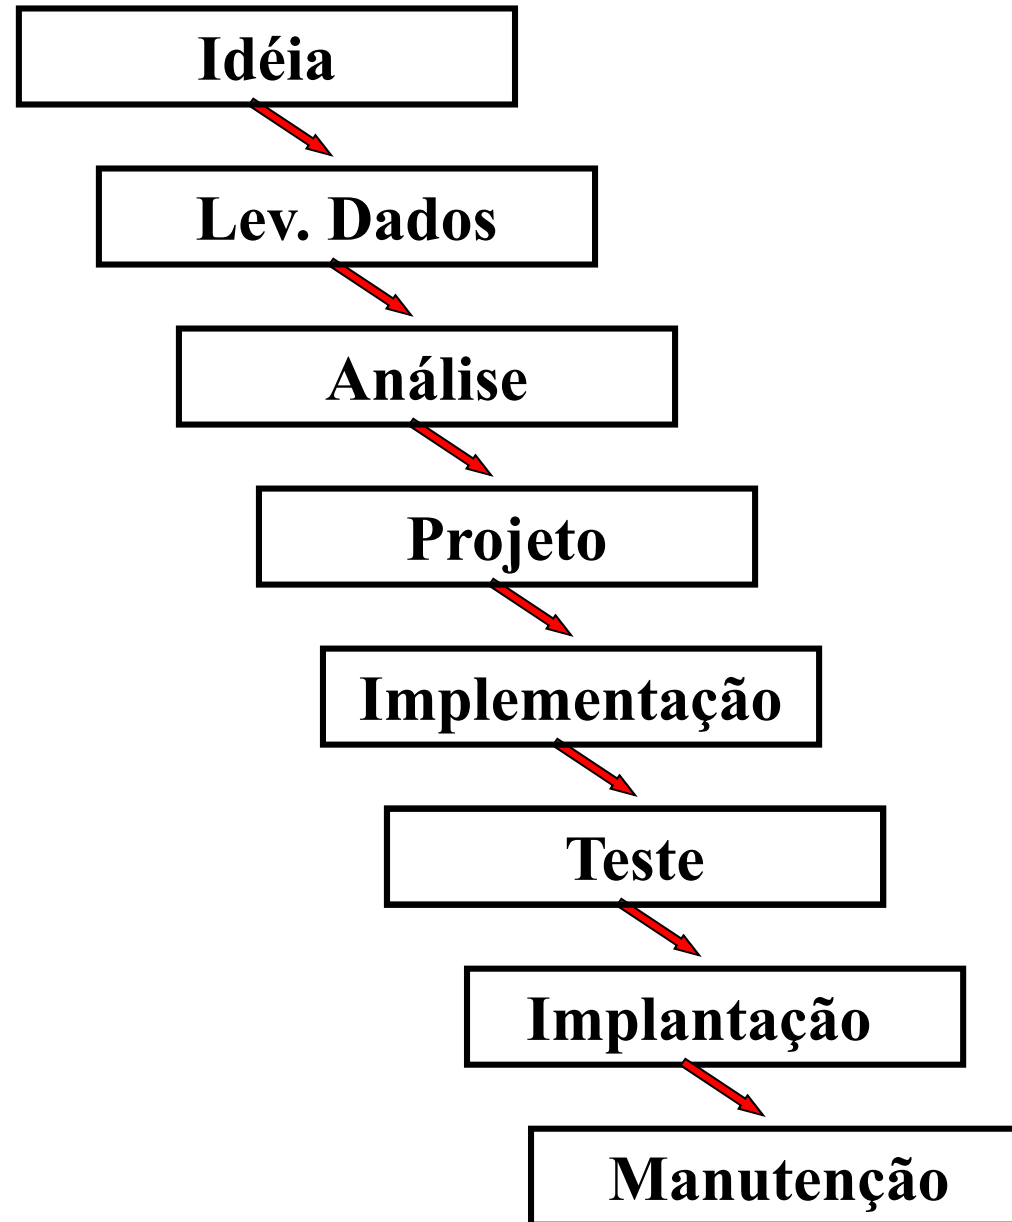 Idéia
Lev. Dados
Análise
Projeto
Implementação
Teste
Implantação
Manutenção